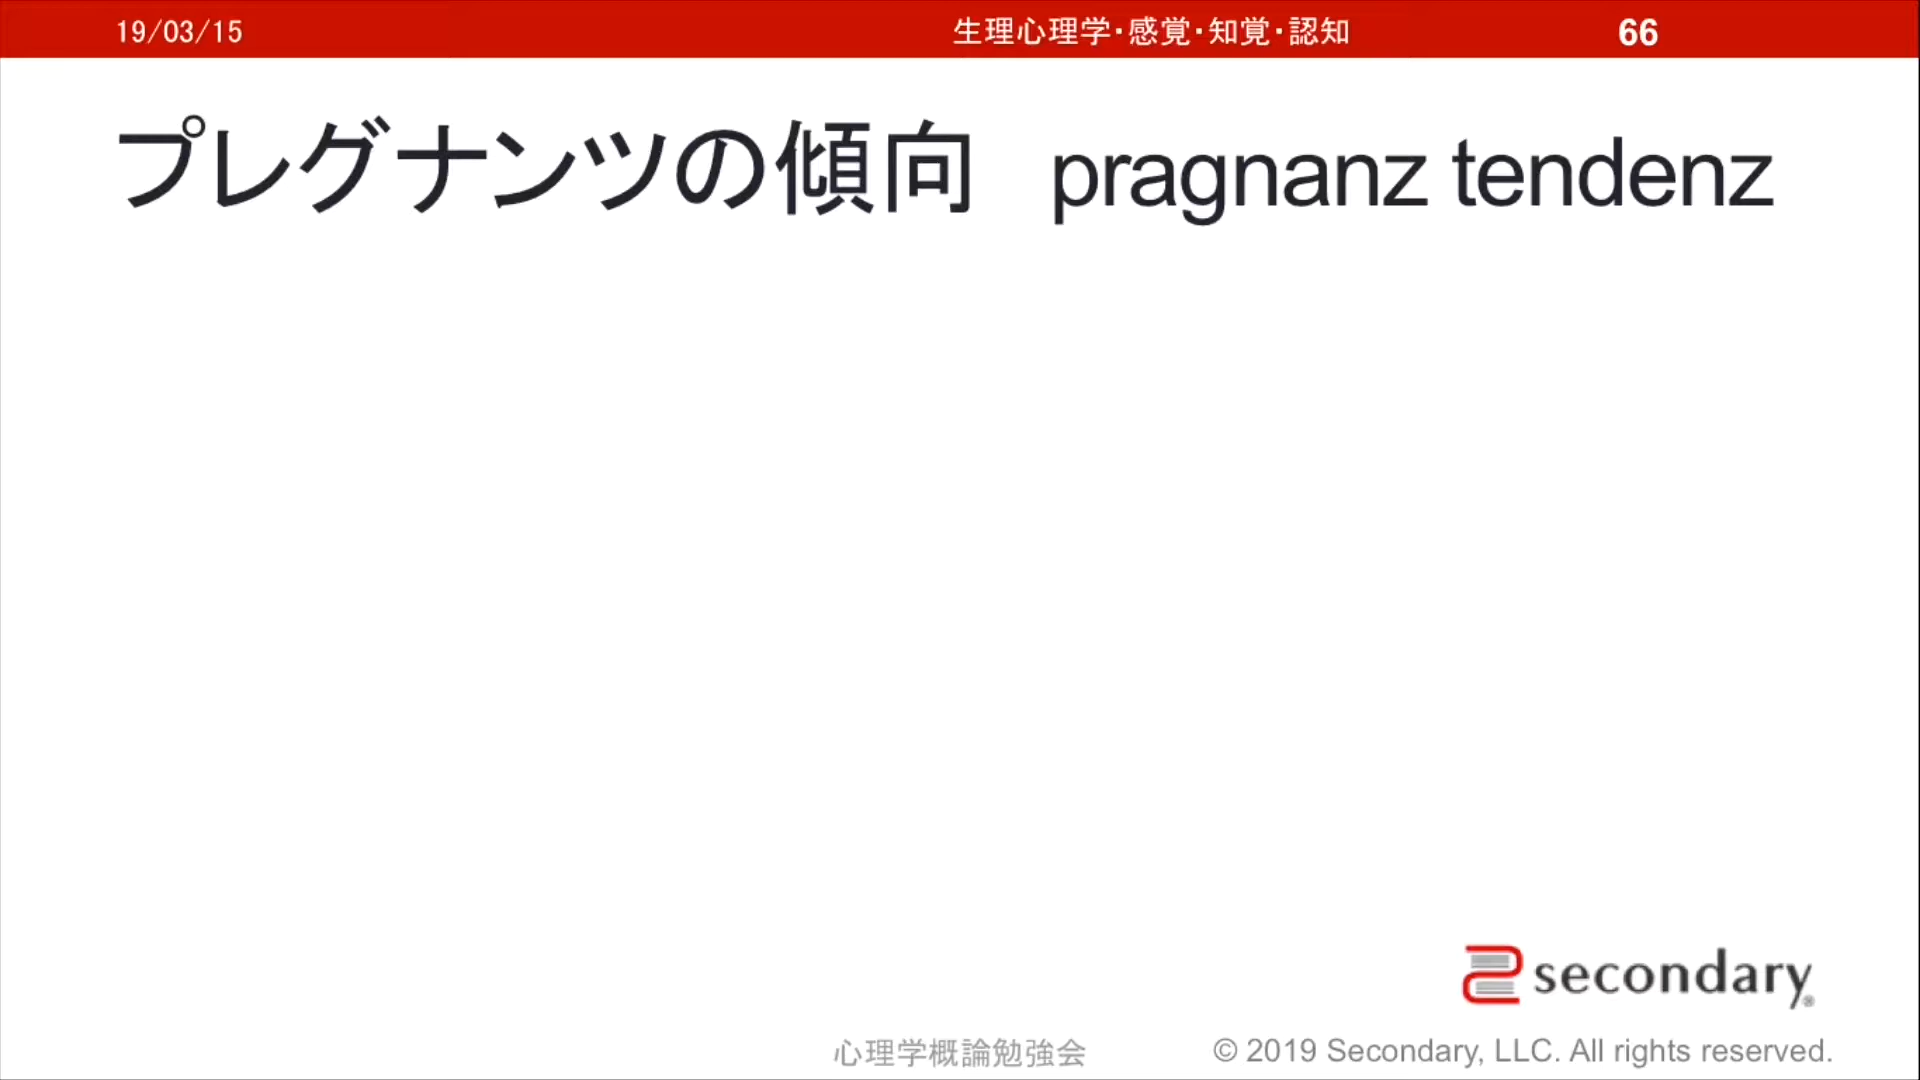 19/03/15 生理心理学・感覚・知覚・認知 66
プレグナンツの傾向 pragnanz tendenz
secondary®
心理学概論勉強会 © 2019 Secondary, LLC. All rights reserved.